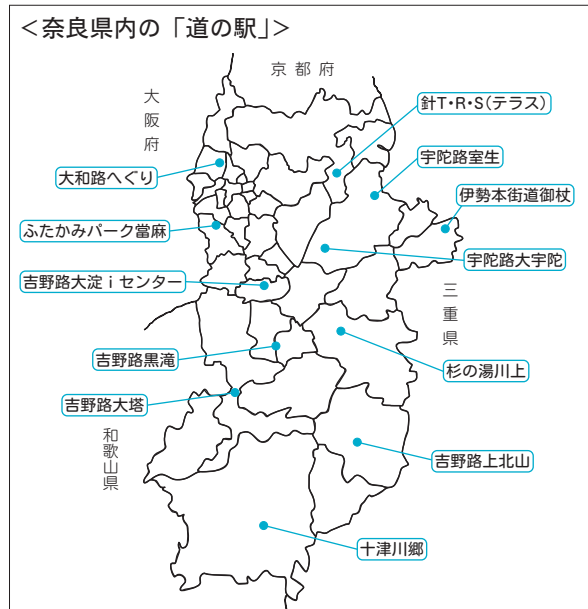 ＜奈良県内の「道の駅」＞
京都府
大阪府
針T・R・S（テラス）
宇陀路室生
大和路へぐり
伊勢本街道御杖
ふたかみパーク當麻
宇陀路大宇陀
吉野路大淀ｉセンター
三重県
吉野路黒滝
杉の湯川上
吉野路大塔
和歌山県
吉野路上北山
十津川郷